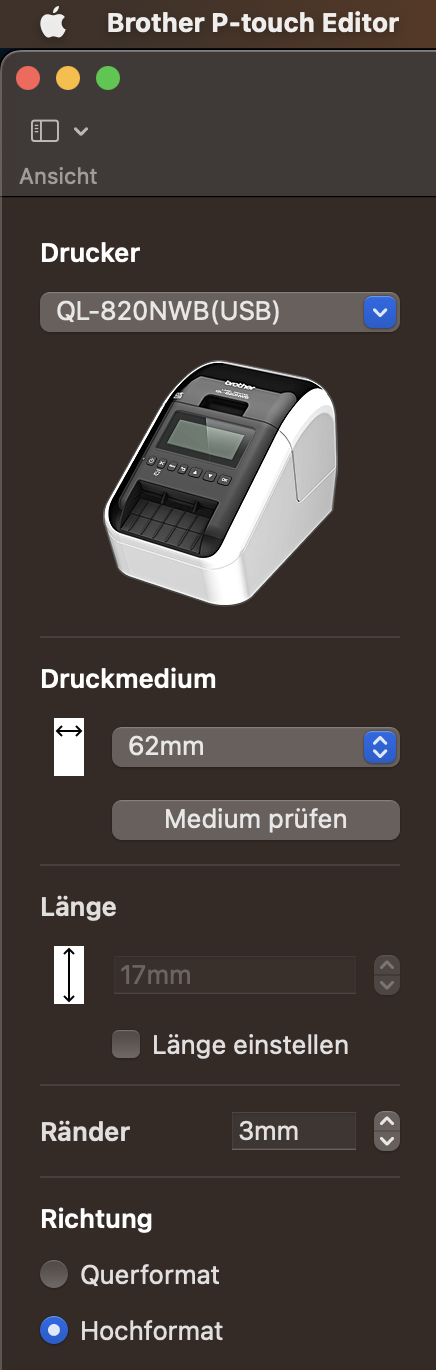 Brother P-touch Editor
Ansicht
Drucker
QL-820NWB(USB)
brother
Druckmedium
62mm
Medium prüfen
Länge
17mm
Länge einstellen
Ränder
3mm
Richtung
Querformat
Hochformat